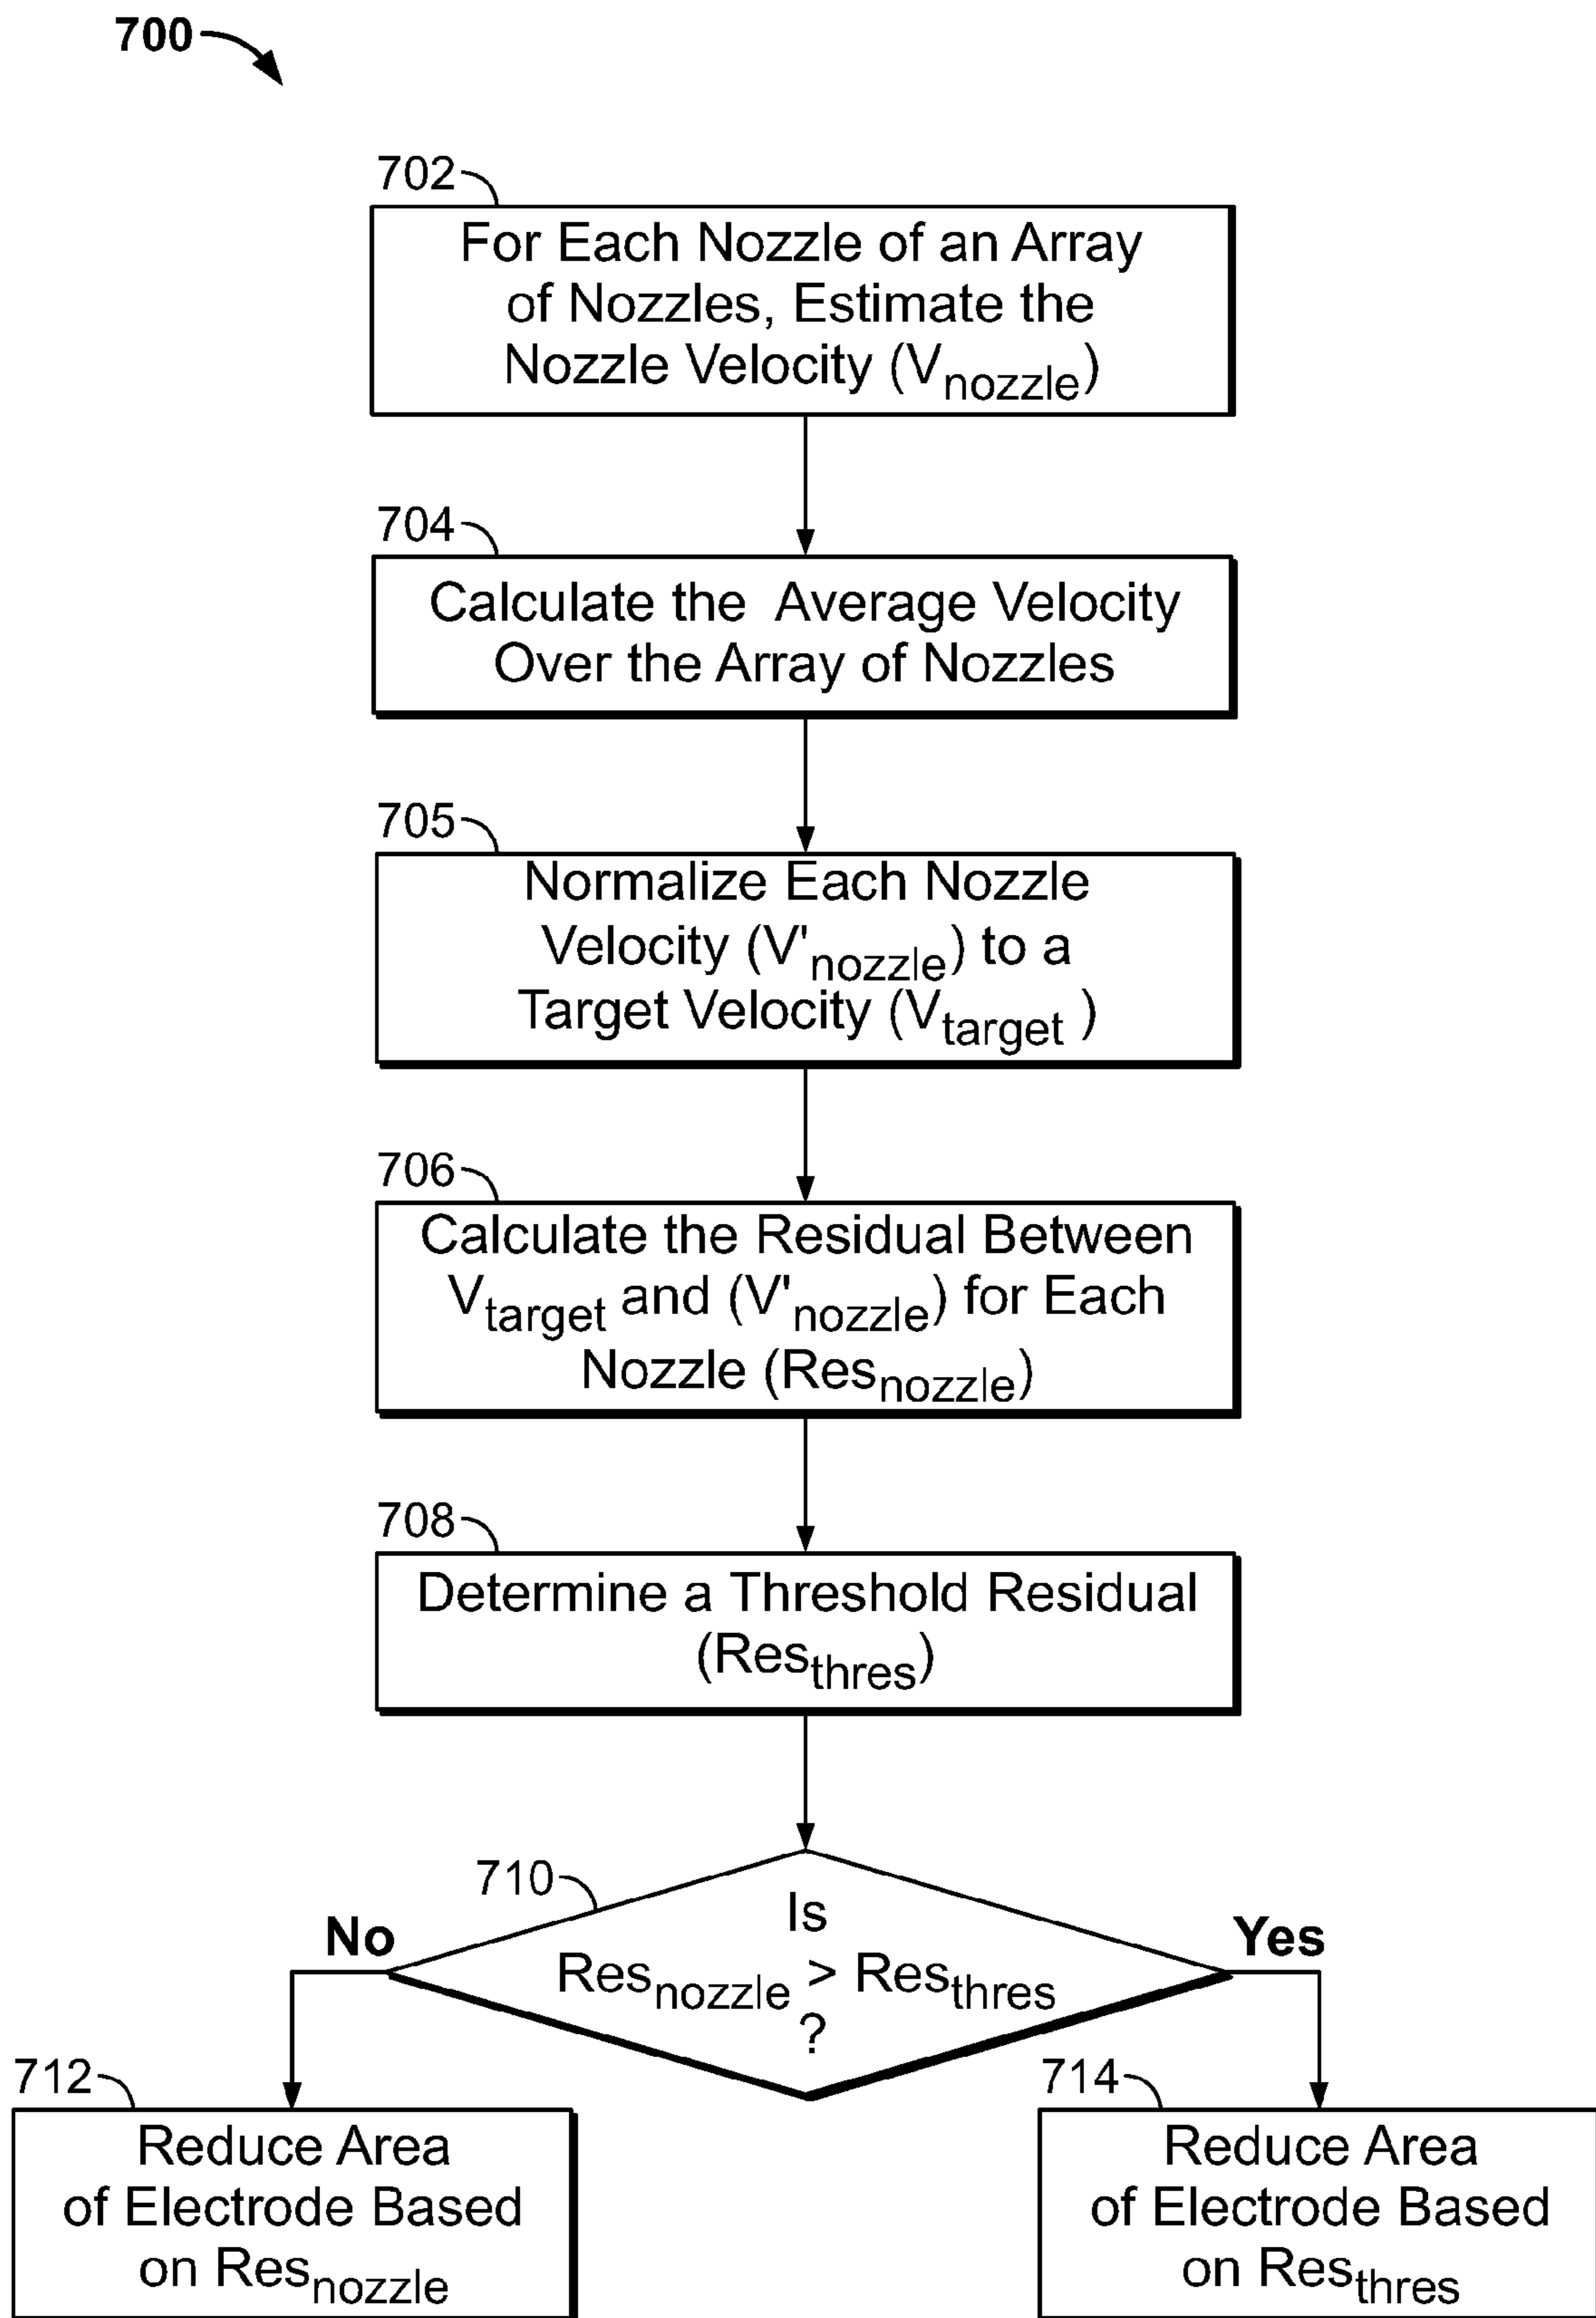 700
702
For Each Nozzle of an Array
of Nozzles, Estimate the
Nozzle Velocity (Vnozzle)
704
Calculate the Average Velocity
Over the Array of Nozzles
705
Normalize Each Nozzle
Velocity (V'nozzle) to a
Target Velocity (Vtarget )
706
Calculate the Residual Between
Vtarget and (V'nozzle) for Each
Nozzle (Resnozzle)
708
Determine a Threshold Residual
(Resthres)
710
Is
Resnozzle > Resthres
?
No
Yes
712
Reduce Area
of Electrode Based
on Resnozzle
714
Reduce Area
of Electrode Based
on Resthres